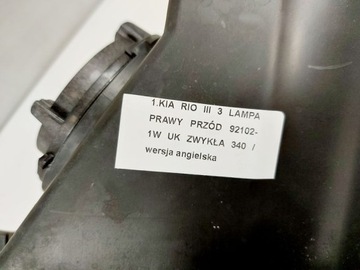 1.KIA RIO III 3 LAMPA
PRAWY PRZÓD 92102-
1W UK ZWYKŁA 340 /
wersja angielska